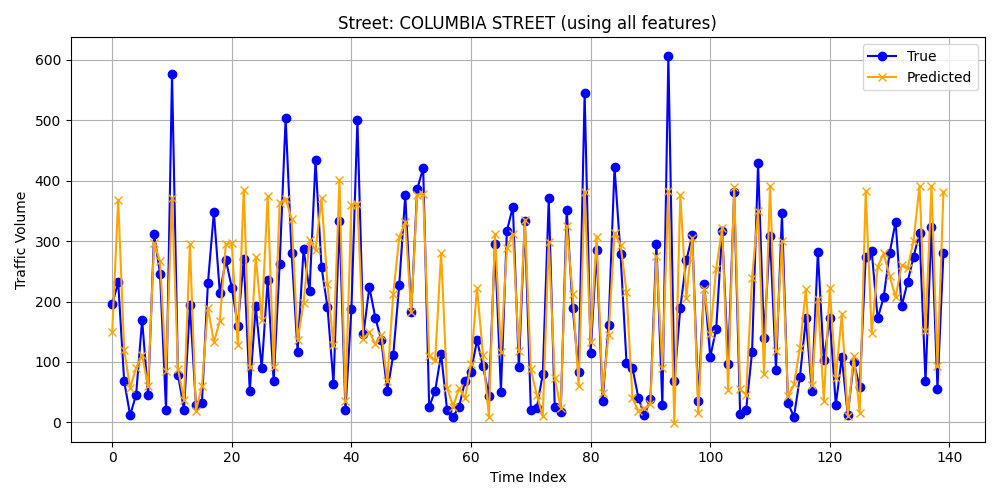 Street: COLUMBIA STREET (using all features)
True
Predicted
Traffic Volume
600
500
400
300
200
100
0
0 20 40 60 80 100 120 140
Time Index